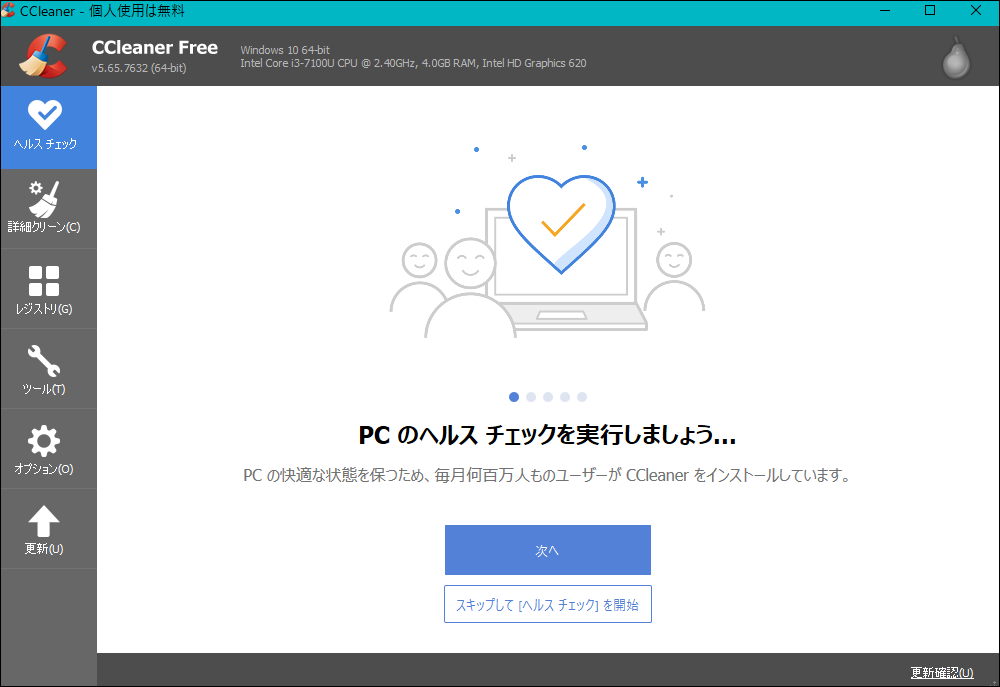 CCleaner - 個人使用は無料
CCleaner Free
v5.65.7632 (64-bit)
Windows 10 64-bit
Intel Core i3-7100U CPU @ 2.40GHz, 4.0GB RAM, Intel HD Graphics 620
ヘルス チェック
詳細クリーン(C)
レジストリ(G)
ツール(T)
オプション(O)
更新(U)
PC のヘルス チェックを実行しましょう...
PC の快適な状態を保つため、毎月何百万人ものユーザーが CCleaner をインストールしています。
次へ
スキップして [ヘルス チェック] を開始
更新確認(U)